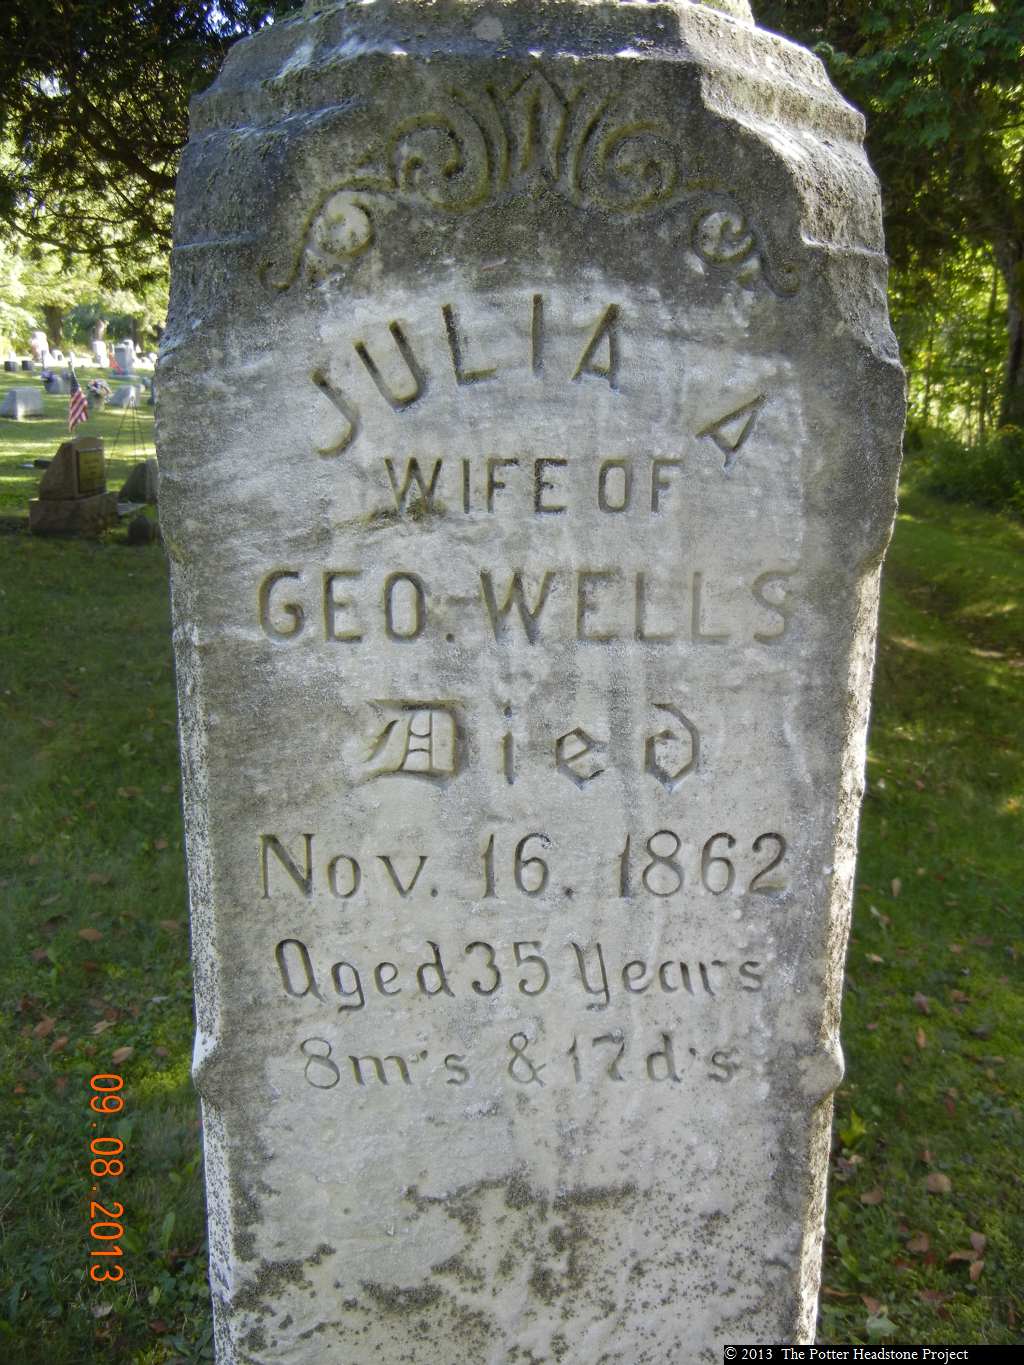 JULIA A
WIFE OF
GEO. WELLS
Died
Nov. 16. 1862
Aged 35 Years
8m's & 17d's
09.08.2013
© 2013 The Potter Headstone Project